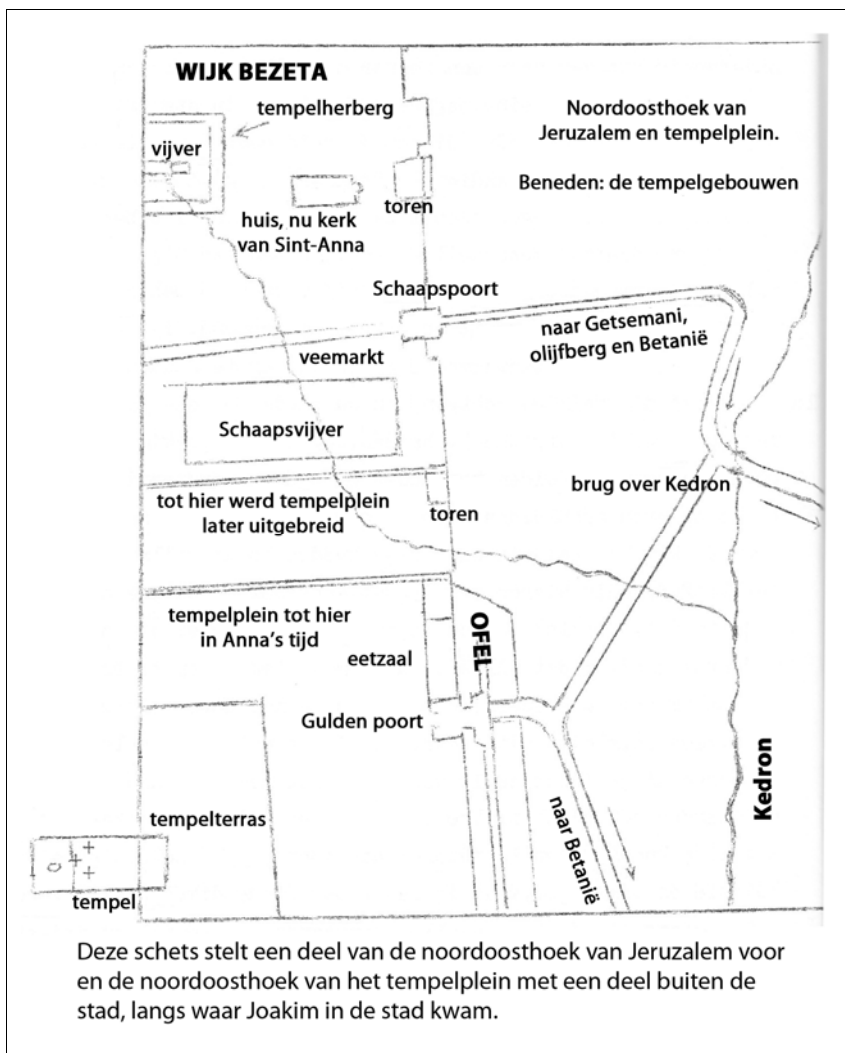 WIJK BEZETA
tempelherberg
vijver
huis, nu kerk
van Sint-Anna
toren
Noordoosthoek van
Jeruzalem en tempelplein.
Beneden: de tempelgebouwen
Schaapspoort
naar Getsemani,
olijfberg en Betanië
veemarkt
Schaapsvijver
brug over Kedron
tot hier werd tempelplein
later uitgebreid
toren
tempelplein tot hier
in Anna's tijd
OFEL
eetzaal
Gulden poort
Kedron
naar Betanië
tempelterras
tempel
Deze schets stelt een deel van de noordoosthoek van Jeruzalem voor
en de noordoosthoek van het tempelplein met een deel buiten de
stad, langs waar Joakim in de stad kwam.